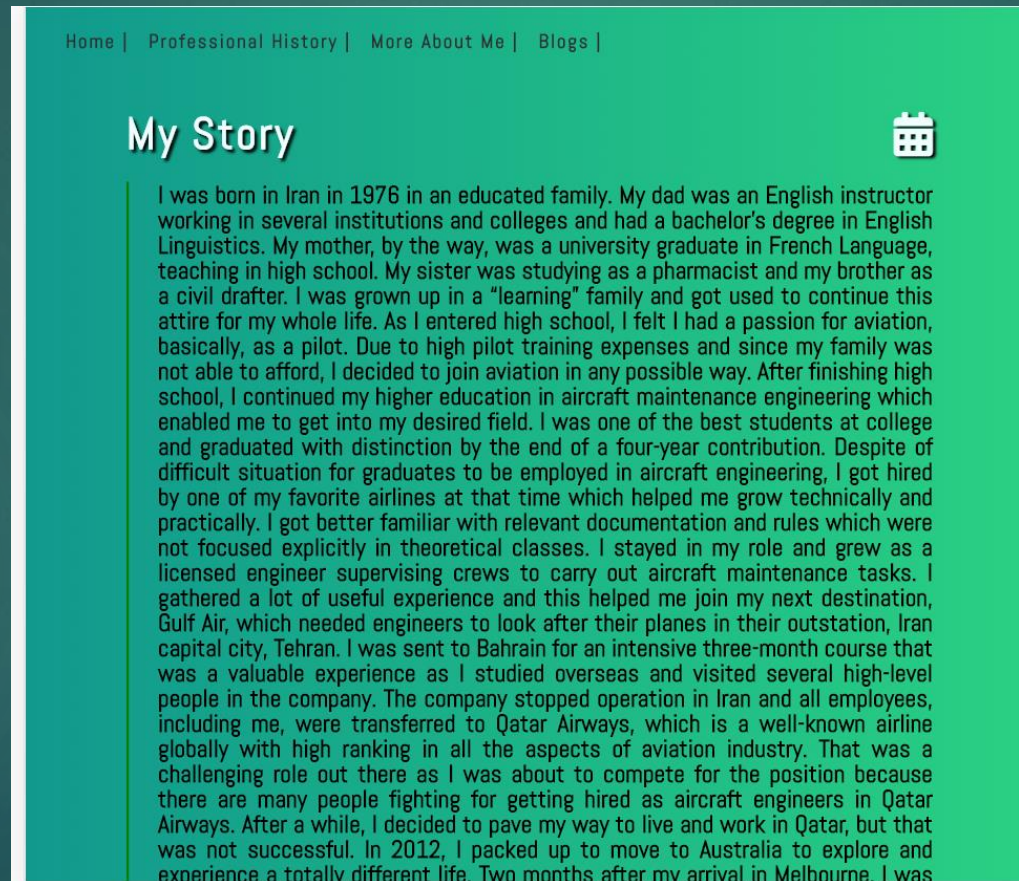 Home | Professional History | More About Me | Blogs |
My Story
I was born in Iran in 1976 in an educated family. My dad was an English instructor
working in several institutions and colleges and had a bachelor's degree in English
Linguistics. My mother, by the way, was a university graduate in French Language,
teaching in high school. My sister was studying as a pharmacist and my brother as
a civil drafter. I was grown up in a “learning” family and got used to continue this
attire for my whole life. As I entered high school, I felt I had a passion for aviation,
basically, as a pilot. Due to high pilot training expenses and since my family was
not able to afford, I decided to join aviation in any possible way. After finishing high
school, I continued my higher education in aircraft maintenance engineering which
enabled me to get into my desired field. I was one of the best students at college
and graduated with distinction by the end of a four-year contribution. Despite of
difficult situation for graduates to be employed in aircraft engineering, I got hired
by one of my favorite airlines at that time which helped me grow technically and
practically. I got better familiar with relevant documentation and rules which were
not focused explicitly in theoretical classes. I stayed in my role and grew as a
licensed engineer supervising crews to carry out aircraft maintenance tasks. I
gathered a lot of useful experience and this helped me join my next destination,
Gulf Air, which needed engineers to look after their planes in their outstation, Iran
capital city, Tehran. I was sent to Bahrain for an intensive three-month course that
was a valuable experience as I studied overseas and visited several high-level
people in the company. The company stopped operation in Iran and all employees,
including me, were transferred to Qatar Airways, which is a well-known airline
globally with high ranking in all the aspects of aviation industry. That was a
challenging role out there as I was about to compete for the position because
there are many people fighting for getting hired as aircraft engineers in Qatar
Airways. After a while, I decided to pave my way to live and work in Qatar, but that
was not successful. In 2012, I packed up to move to Australia to explore and
experience a totally different life. Two months after my arrival in Melbourne, I was